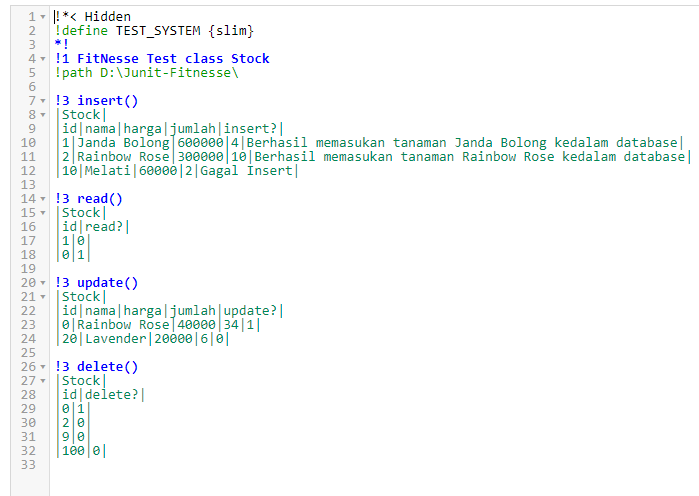 1 !*< Hidden
2 !define TEST_SYSTEM {slim}
3 *!
4 !1 FitNesse Test class Stock
5 !path D:\Junit-Fitnesse\
6
7 !3 insert()
8 |Stock|
9 |id|nama|harga|jumlah|insert?|
10 |1|Janda Bolong|600000|4|Berhasil memasukan tanaman Janda Bolong kedalam database|
11 |2|Rainbow Rose|300000|10|Berhasil memasukan tanaman Rainbow Rose kedalam database|
12 |10|Melati|60000|2|Gagal Insert|
13
14 !3 read()
15 |Stock|
16 |id|read?|
17 |1|0|
18 |0|1|
19
20 !3 update()
21 |Stock|
22 |id|nama|harga|jumlah|update?|
23 |0|Rainbow Rose|40000|34|1|
24 |20|Lavender|20000|6|0|
25
26 !3 delete()
27 |Stock|
28 |id|delete?|
29 |0|1|
30 |2|0|
31 |9|0|
32 |100|0|
33